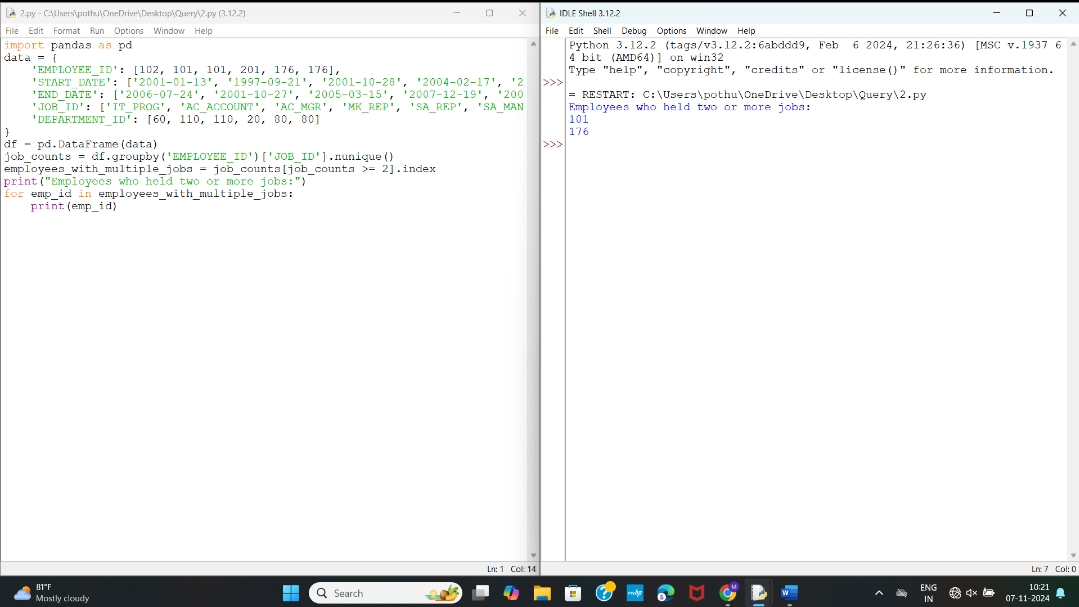 2.py - C:\Users\pothu\OneDrive\Desktop\Query\2.py (3.12.2)
File Edit Format Run Options Window Help
import pandas as pd
data = {
    'EMPLOYEE_ID': [102, 101, 101, 201, 176, 176],
    'START_DATE': ['2001-01-13', '1997-09-21', '2001-10-28', '2004-02-17', '2
    'END_DATE': ['2006-07-24', '2001-10-27', '2005-03-15', '2007-12-19', '200
    'JOB_ID': ['IT_PROG', 'AC_ACCOUNT', 'AC_MGR', 'MK_REP', 'SA_REP', 'SA_MAN
    'DEPARTMENT_ID': [60, 110, 110, 20, 80, 80]
}
df = pd.DataFrame(data)
job_counts = df.groupby('EMPLOYEE_ID')['JOB_ID'].nunique()
employees_with_multiple_jobs = job_counts[job_counts >= 2].index
print("Employees who held two or more jobs:")
for emp_id in employees_with_multiple_jobs:
    print(emp_id)
Ln: 1 Col: 14
IDLE Shell 3.12.2
File Edit Shell Debug Options Window Help
Python 3.12.2 (tags/v3.12.2:6abddd9, Feb  6 2024, 21:26:36) [MSC v.1937 6
4 bit (AMD64)] on win32
Type "help", "copyright", "credits" or "license()" for more information.
>>>
= RESTART: C:\Users\pothu\OneDrive\Desktop\Query\2.py
Employees who held two or more jobs:
101
176
>>>
Ln: 7 Col: 0
81°F
Mostly cloudy
Search
ENG
IN
10:21
07-11-2024